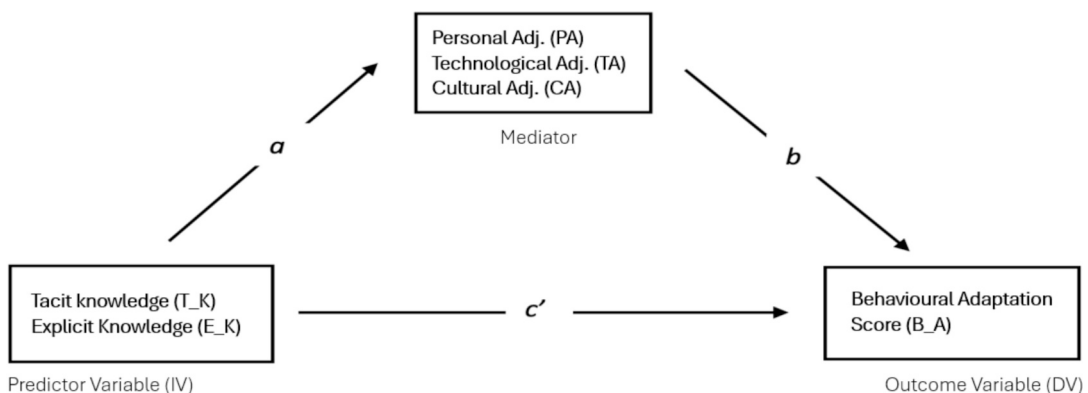 Personal Adj. (PA)
Technological Adj. (TA)
Cultural Adj. (CA)
Mediator
a
b
Tacit knowledge (T_K)
Explicit Knowledge (E_K)
c’
Behavioural Adaptation
Score (B_A)
Predictor Variable (IV)
Outcome Variable (DV)